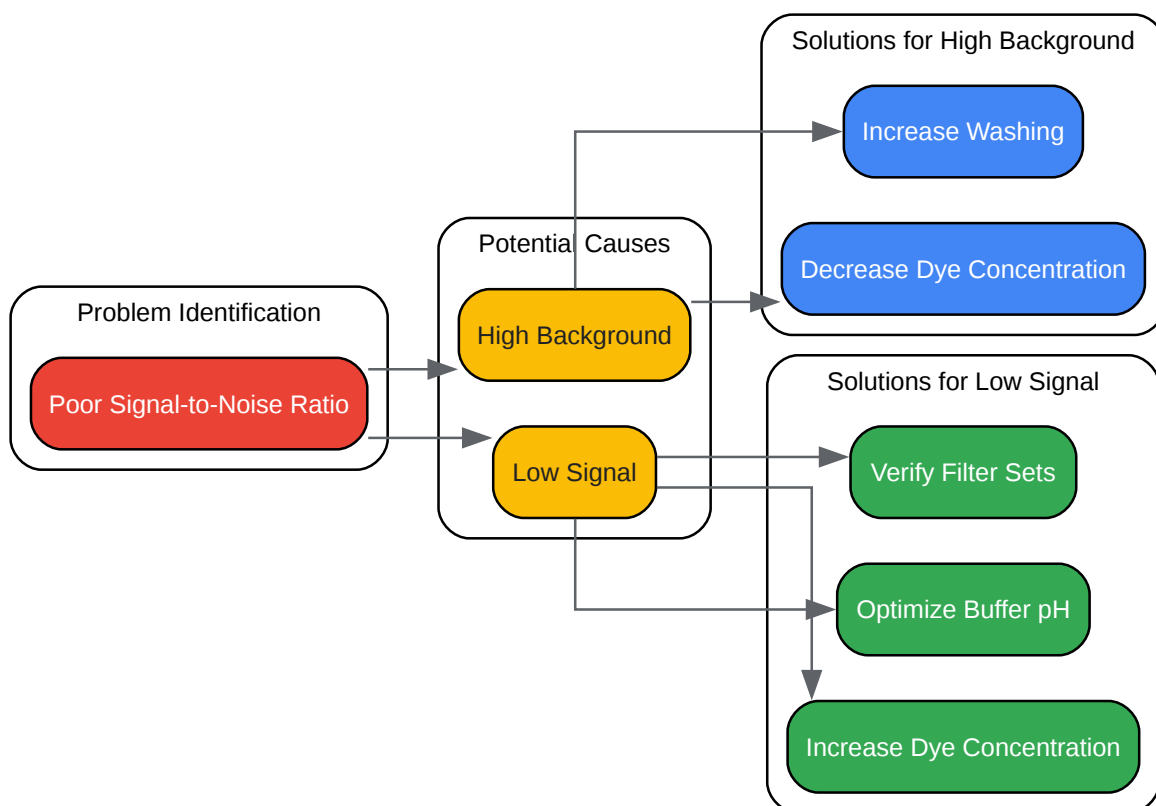 Problem Identification
Poor Signal-to-Noise Ratio
Potential Causes
High Background
Low Signal
Solutions for High Background
Increase Washing
Decrease Dye Concentration
Solutions for Low Signal
Verify Filter Sets
Optimize Buffer pH
Increase Dye Concentration